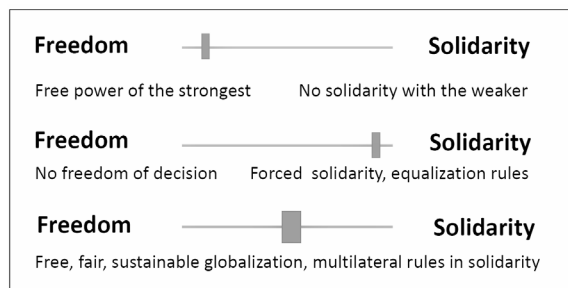 Freedom Solidarity
Free power of the strongest No solidarity with the weaker
Freedom Solidarity
No freedom of decision Forced solidarity, equalization rules
Freedom Solidarity
Free, fair, sustainable globalization, multilateral rules in solidarity